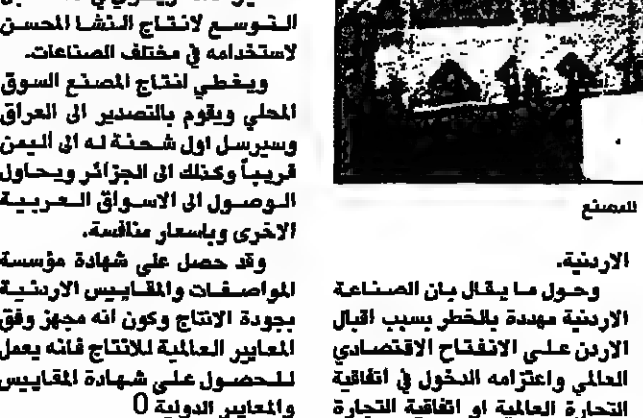 للمصنع
الاردنية.
وحول ما يقال بان الصناعة
الاردنية مهددة بالخطر بسبب اقبال
الاردن على الانفتاح الاقتصادي
العالمي واعتزامه الدخول في اتفاقية
التجارة العالمية او اتفاقية التجارة
التوسع لانتاج النشا المحسن
لاستخدامه في مختلف الصناعات.
ويغطي انتاج المصنع السوق
المحلي ويقوم بالتصدير الى العراق
وسيرسل اول شحنة له الى اليمن
قريباً وكذلك الى الجزائر ويحاول
الوصول الى الاسواق العربية
الاخرى وباسعار منافسة.
وقد حصل على شهادة مؤسسة
المواصفات والمقاييس الاردنية
بجودة الانتاج وكون انه مجهز وفق
المعايير العالمية للانتاج فانه يعمل
للحصول على شهادة المقاييس
والمعايير الدولية 0